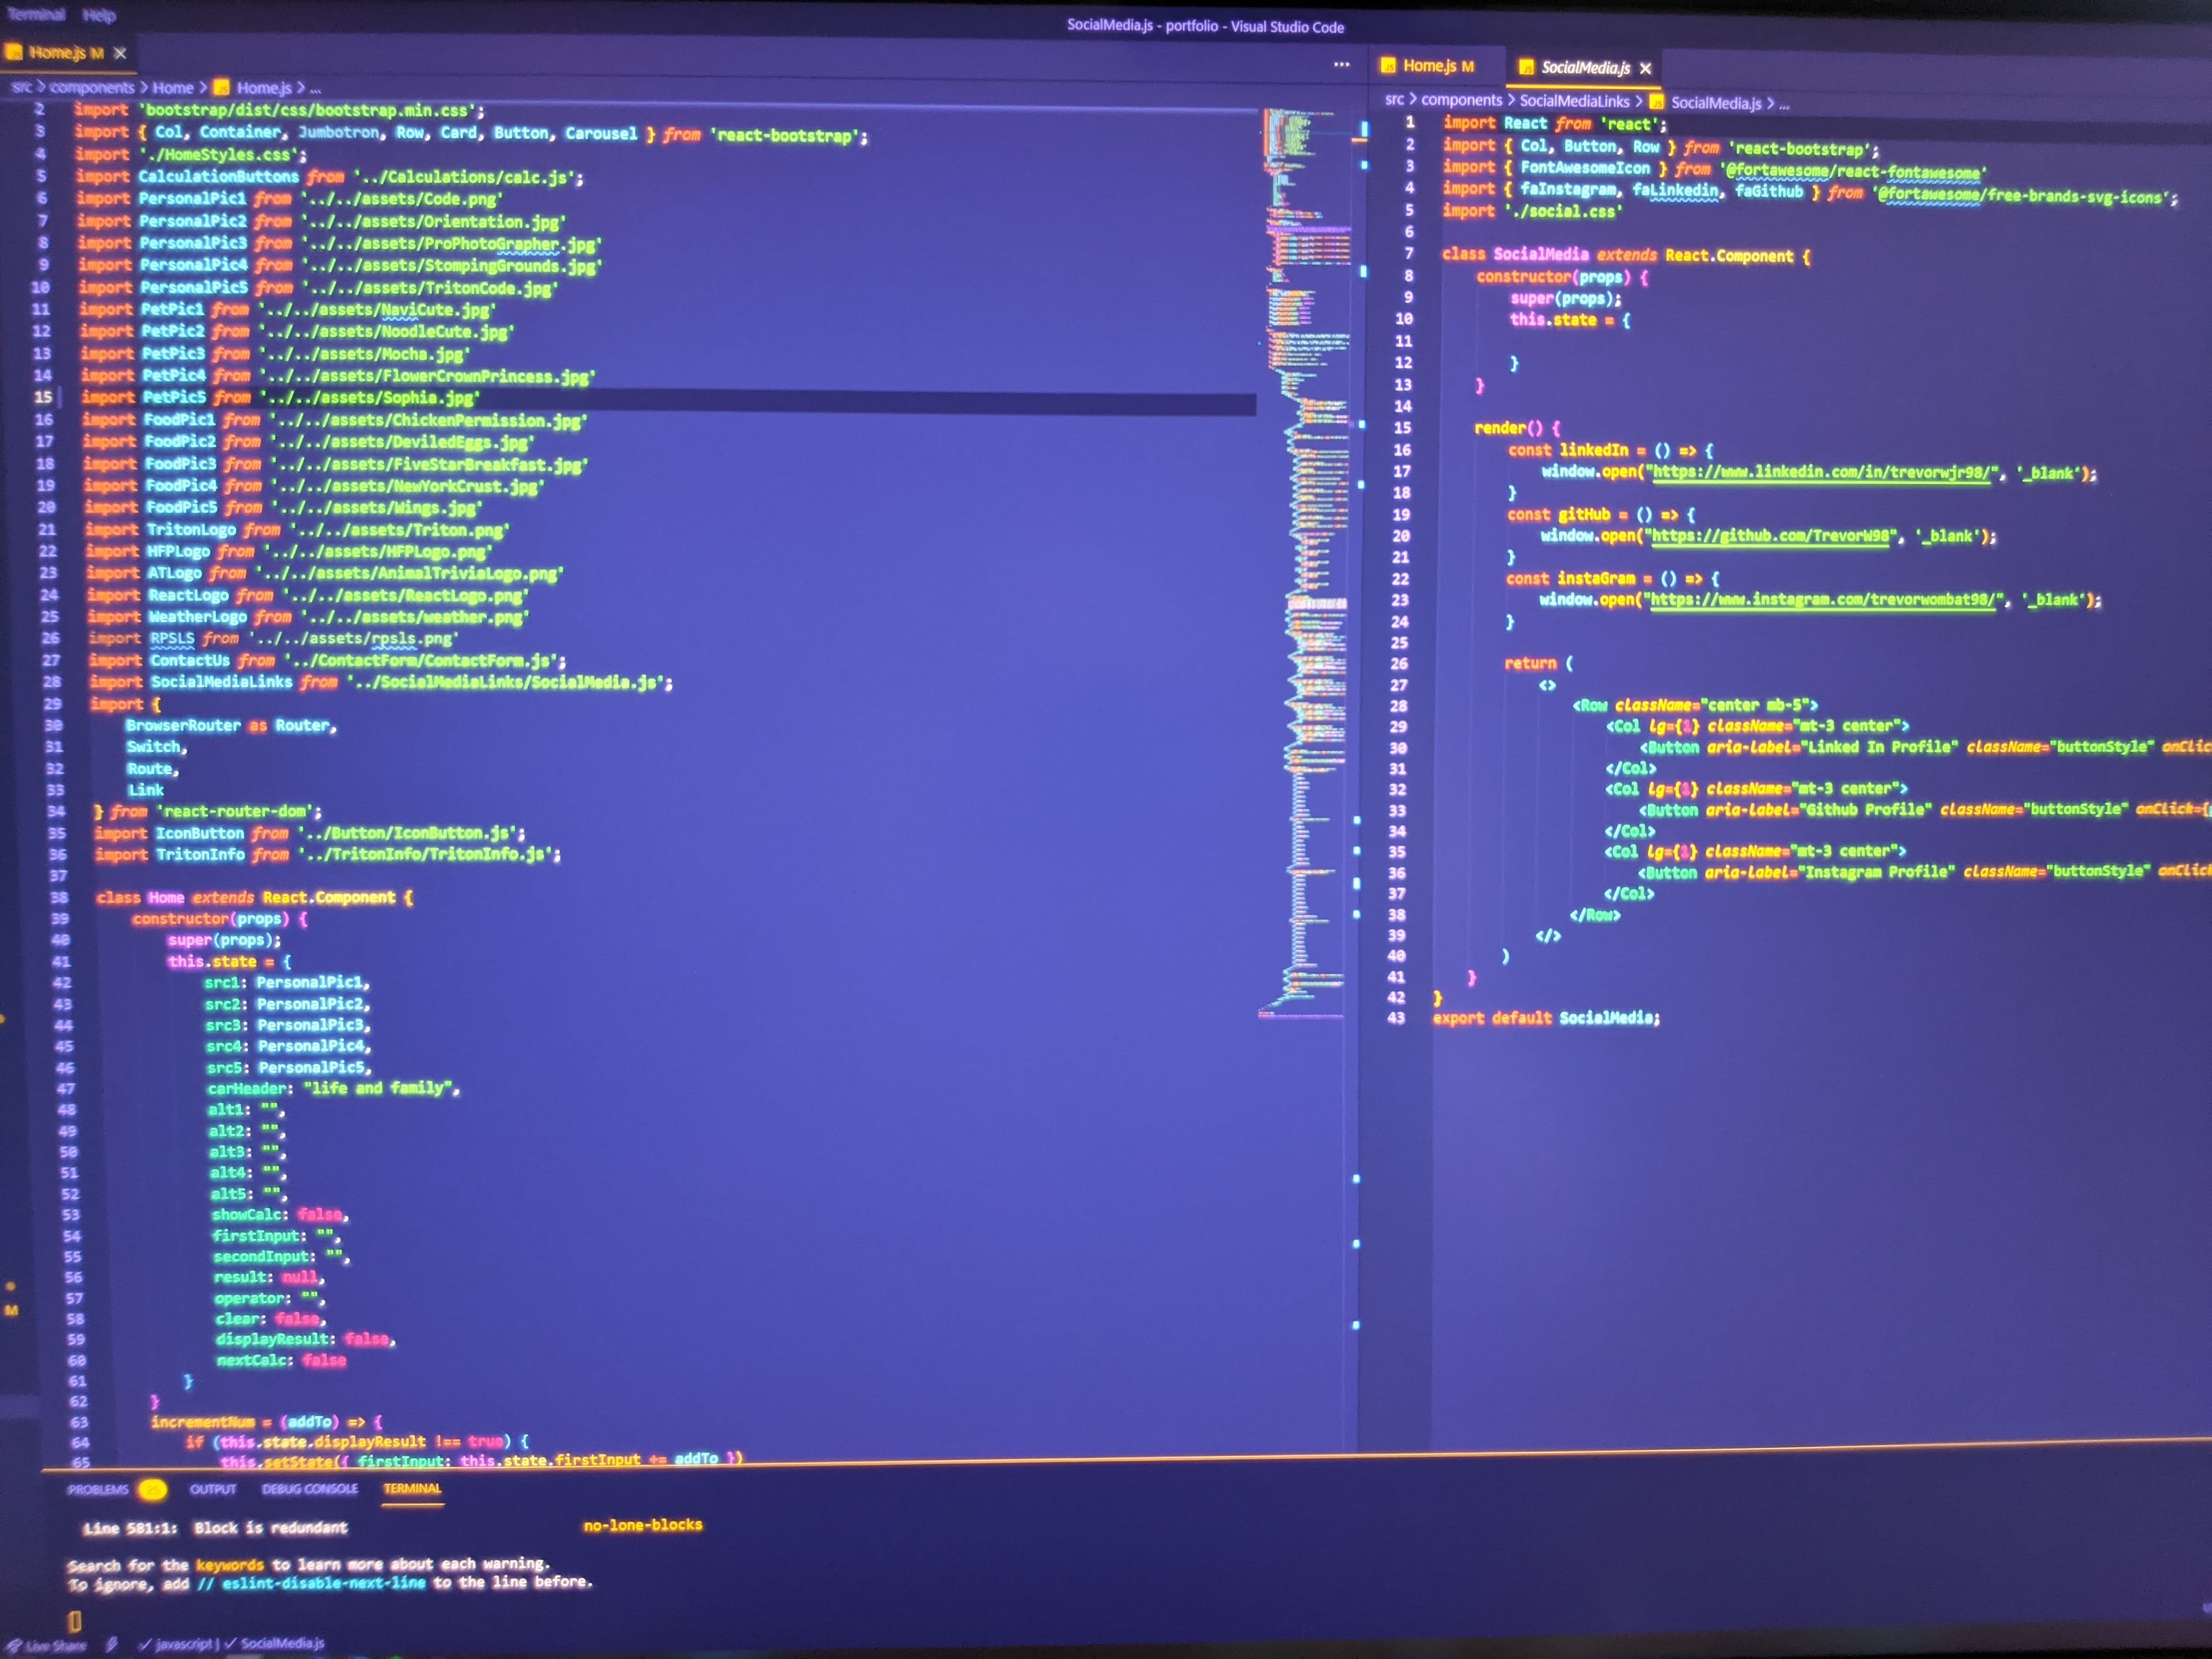 Terminal Help
SocialMedia.js - portfolio - Visual Studio Code
Home.js M ×
src > components > Home > Home.js > ...
2 import 'bootstrap/dist/css/bootstrap.min.css';
3 import { Col, Container, Jumbotron, Row, Card, Button, Carousel } from 'react-bootstrap';
4 import './HomeStyles.css';
5 import CalculationButtons from '../Calculations/calc.js';
6 import PersonalPic1 from '../../assets/Code.png'
7 import PersonalPic2 from '../../assets/Orientation.jpg'
8 import PersonalPic3 from '../../assets/ProPhotoGrapher.jpg'
9 import PersonalPic4 from '../../assets/StompingGrounds.jpg'
10 import PersonalPic5 from '../../assets/TritonCode.jpg'
11 import PetPic1 from '../../assets/NaviCute.jpg'
12 import PetPic2 from '../../assets/NoodleCute.jpg'
13 import PetPic3 from '../../assets/Mocha.jpg'
14 import PetPic4 from '../../assets/FlowerCrownPrincess.jpg'
15 import PetPic5 from '../../assets/Sophia.jpg'
16 import FoodPic1 from '../../assets/ChickenPermission.jpg'
17 import FoodPic2 from '../../assets/DeviledEggs.jpg'
18 import FoodPic3 from '../../assets/FiveStarBreakfast.jpg'
19 import FoodPic4 from '../../assets/NewYorkCrust.jpg'
20 import FoodPic5 from '../../assets/Wings.jpg'
21 import TritonLogo from '../../assets/Triton.png'
22 import HFPLogo from '../../assets/HFPLogo.png'
23 import ATLogo from '../../assets/AnimalTriviaLogo.png'
24 import ReactLogo from '../../assets/ReactLogo.png'
25 import WeatherLogo from '../../assets/weather.png'
26 import RPSLS from '../../assets/rpsls.png'
27 import ContactUs from '../ContactForm/ContactForm.js';
28 import SocialMediaLinks from '../SocialMediaLinks/SocialMedia.js';
29 import {
30 BrowserRouter as Router,
31 Switch,
32 Route,
33 Link
34 } from 'react-router-dom';
35 import IconButton from '../Button/IconButton.js';
36 import TritonInfo from '../TritonInfo/TritonInfo.js';
37
38 class Home extends React.Component {
39 constructor(props) {
40 super(props);
41 this.state = {
42 src1: PersonalPic1,
43 src2: PersonalPic2,
44 src3: PersonalPic3,
45 src4: PersonalPic4,
46 src5: PersonalPic5,
47 carHeader: "life and family",
48 alt1: "",
49 alt2: "",
50 alt3: "",
51 alt4: "",
52 alt5: "",
53 showCalc: false,
54 firstInput: "",
55 secondInput: "",
56 result: null,
57 operator: "",
58 clear: false,
59 displayResult: false,
60 nextCalc: false
61 }
62 }
63 incrementNum = (addTo) => {
64 if (this.state.displayResult !== true) {
65 this.setState({ firstInput: this.state.firstInput += addTo })
...
Home.js M SocialMedia.js ×
src > components > SocialMediaLinks > SocialMedia.js > ...
1 import React from 'react';
2 import { Col, Button, Row } from 'react-bootstrap';
3 import { FontAwesomeIcon } from '@fortawesome/react-fontawesome'
4 import { faInstagram, faLinkedin, faGithub } from '@fortawesome/free-brands-svg-icons';
5 import './social.css'
6
7 class SocialMedia extends React.Component {
8 constructor(props) {
9 super(props);
10 this.state = {
11
12 }
13 }
14
15 render() {
16 const linkedIn = () => {
17 window.open("https://www.linkedin.com/in/trevorwjr98/", '_blank');
18 }
19 const gitHub = () => {
20 window.open("https://github.com/TrevorW98", '_blank');
21 }
22 const instaGram = () => {
23 window.open("https://www.instagram.com/trevorwombat98/", '_blank');
24 }
25
26 return (
27 <>
28 <Row className="center mb-5">
29 <Col lg={1} className="mt-3 center">
30 <Button aria-label="Linked In Profile" className="buttonStyle" onClic
31 </Col>
32 <Col lg={1} className="mt-3 center">
33 <Button aria-label="Github Profile" className="buttonStyle" onClick={
34 </Col>
35 <Col lg={1} className="mt-3 center">
36 <Button aria-label="Instagram Profile" className="buttonStyle" onClick
37 </Col>
38 </Row>
39 </>
40 )
41 }
42 }
43 export default SocialMedia;
M
PROBLEMS 25 OUTPUT DEBUG CONSOLE TERMINAL
Line 581:1: Block is redundant no-lone-blocks
Search for the keywords to learn more about each warning.
To ignore, add // eslint-disable-next-line to the line before.
Live Share ✓ javascript | ✓ SocialMedia.js